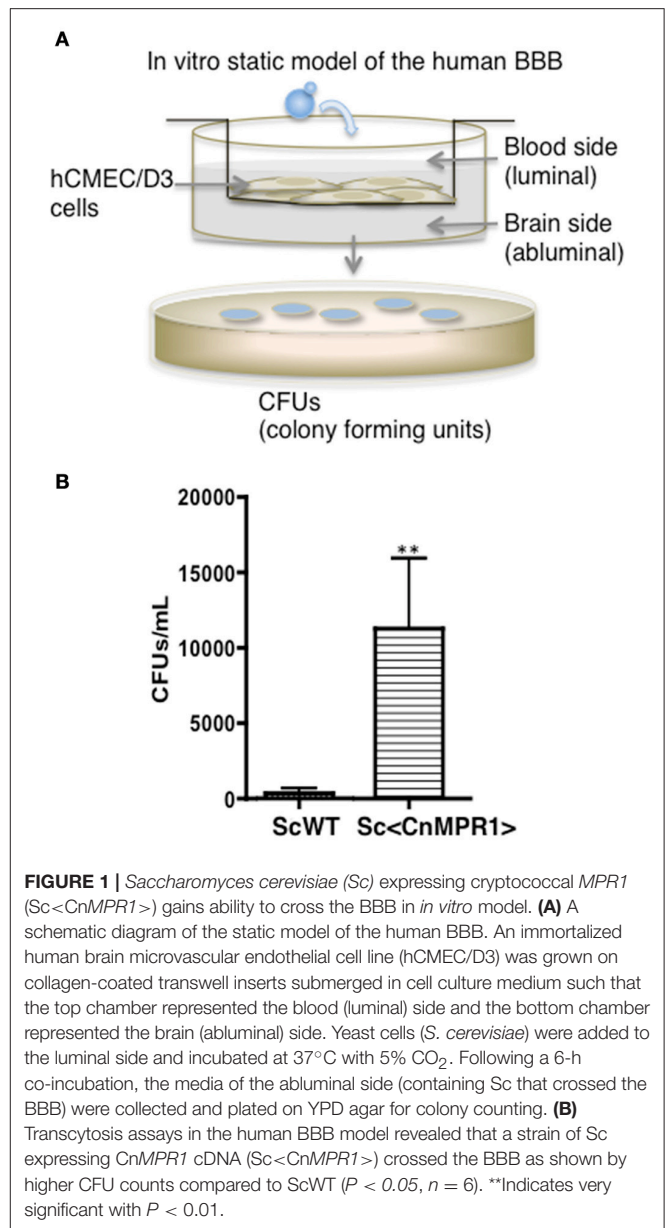 A
In vitro static model of the human BBB
hCMEC/D3
cells
Blood side
(luminal)
Brain side
(abluminal)
CFUs
(colony forming units)
B
CFUs/mL
20000
15000
10000
5000
0
**
ScWT Sc<CnMPR1>
FIGURE 1 | Saccharomyces cerevisiae (Sc) expressing cryptococcal MPR1
(Sc<CnMPR1>) gains ability to cross the BBB in in vitro model. (A) A
schematic diagram of the static model of the human BBB. An immortalized
human brain microvascular endothelial cell line (hCMEC/D3) was grown on
collagen-coated transwell inserts submerged in cell culture medium such that
the top chamber represented the blood (luminal) side and the bottom chamber
represented the brain (abluminal) side. Yeast cells (S. cerevisiae) were added to
the luminal side and incubated at 37°C with 5% CO2. Following a 6-h
co-incubation, the media of the abluminal side (containing Sc that crossed the
BBB) were collected and plated on YPD agar for colony counting. (B)
Transcytosis assays in the human BBB model revealed that a strain of Sc
expressing CnMPR1 cDNA (Sc<CnMPR1>) crossed the BBB as shown by
higher CFU counts compared to ScWT (P < 0.05, n = 6). **Indicates very
significant with P < 0.01.